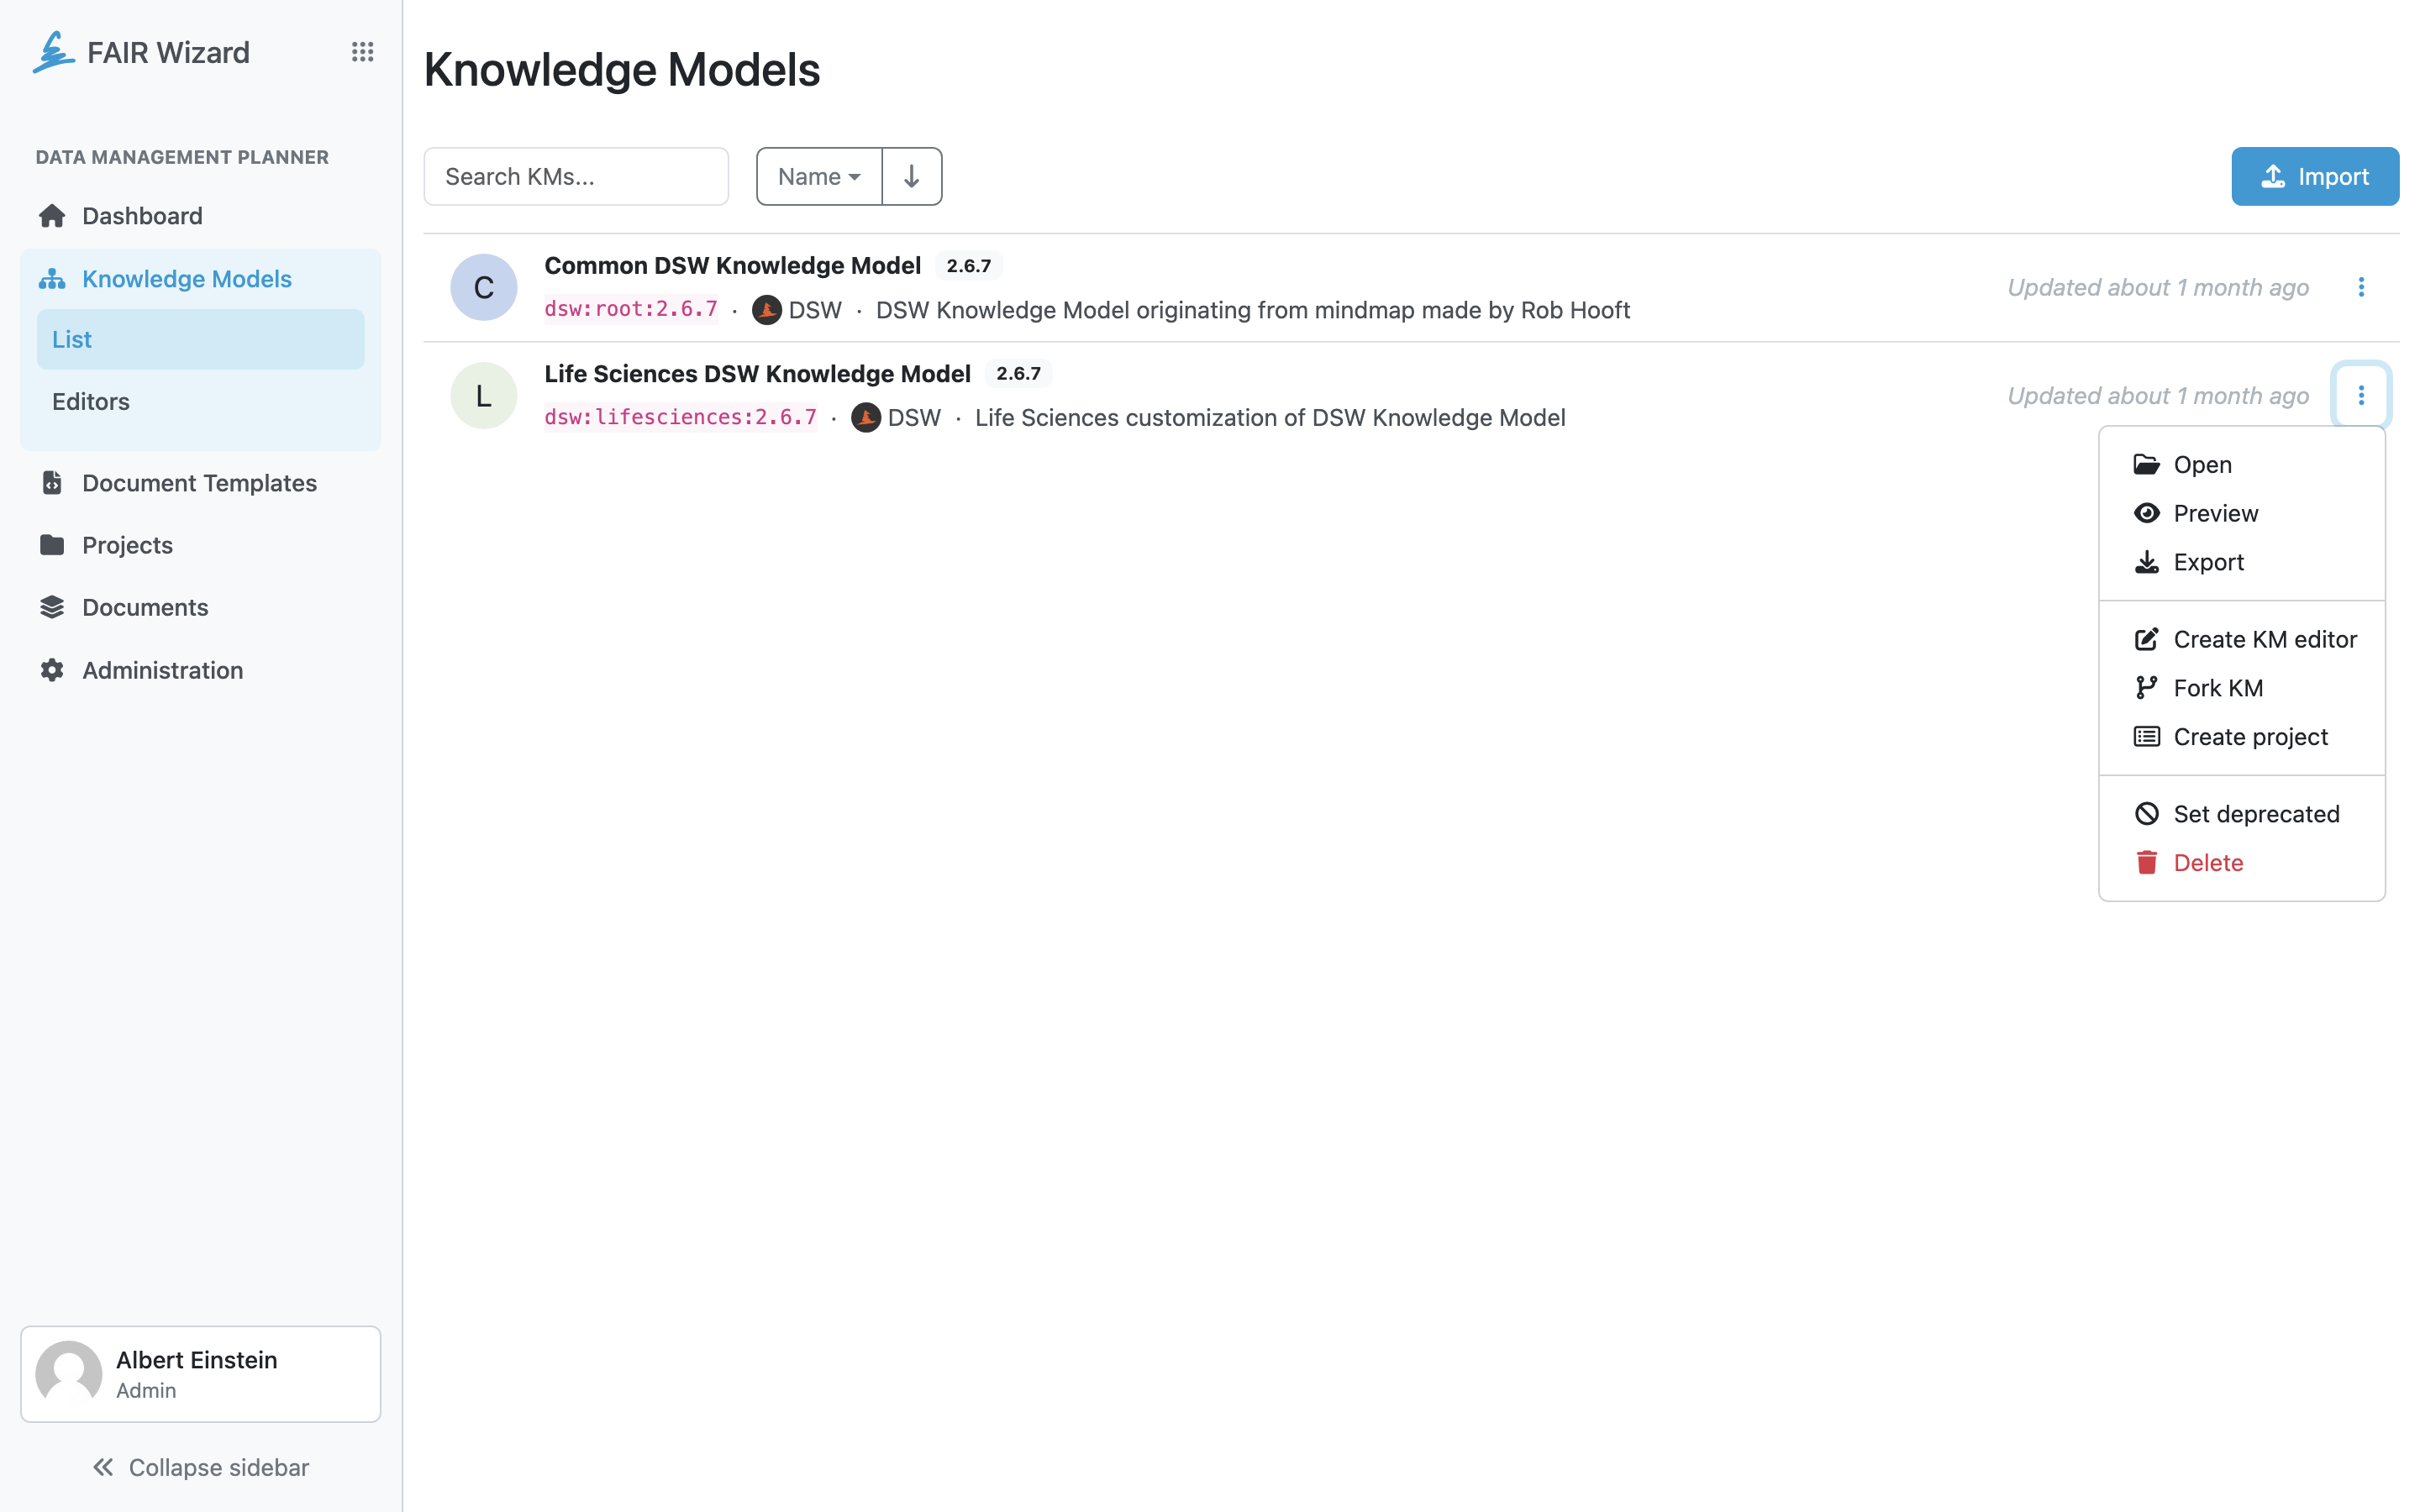 FAIR Wizard
DATA MANAGEMENT PLANNER
Dashboard
Knowledge Models
List
Editors
Document Templates
Projects
Documents
Administration
Albert Einstein
Admin
Collapse sidebar
Knowledge Models
Search KMs...
Name
Import
C
Common DSW Knowledge Model 2.6.7
dsw:root:2.6.7 · DSW · DSW Knowledge Model originating from mindmap made by Rob Hooft
Updated about 1 month ago
L
Life Sciences DSW Knowledge Model 2.6.7
dsw:lifesciences:2.6.7 · DSW · Life Sciences customization of DSW Knowledge Model
Updated about 1 month ago
Open
Preview
Export
Create KM editor
Fork KM
Create project
Set deprecated
Delete